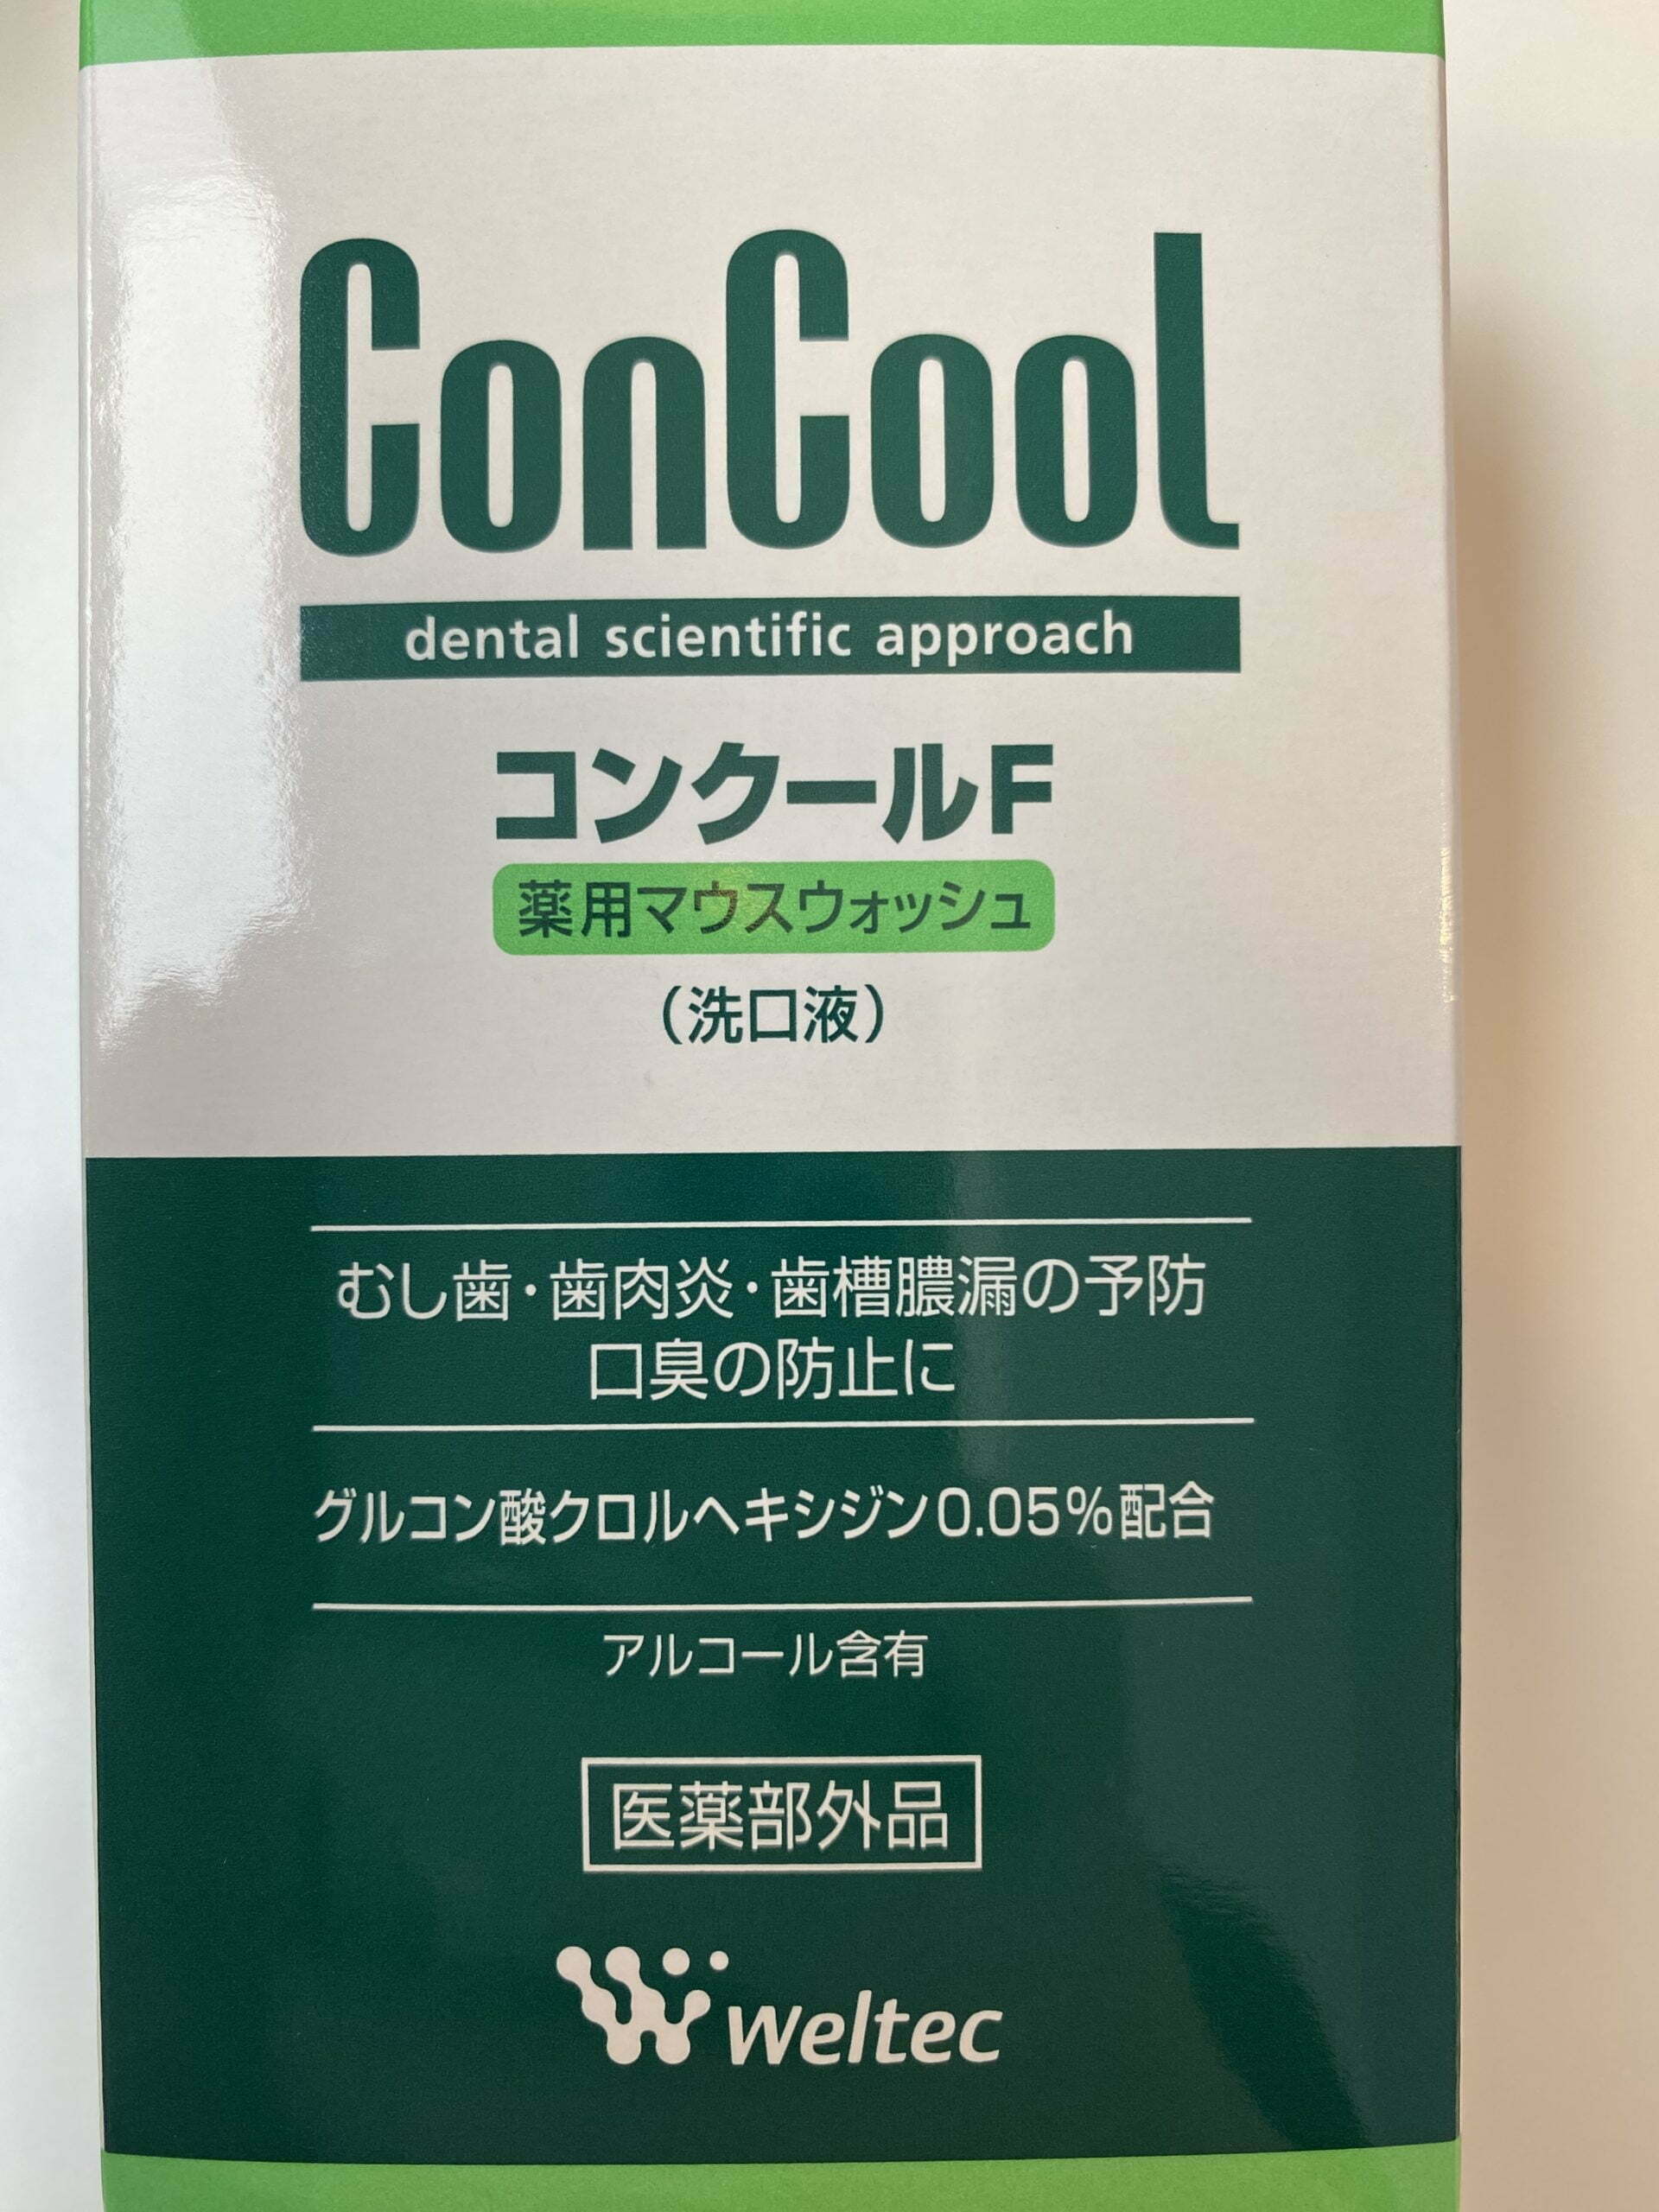 ConCool
dental scientific approach
コンクールF
薬用マウスウォッシュ
（洗口液）
むし歯・歯肉炎・歯槽膿漏の予防
口臭の防止に
グルコン酸クロルヘキシジン0.05%配合
アルコール含有
医薬部外品
weltec